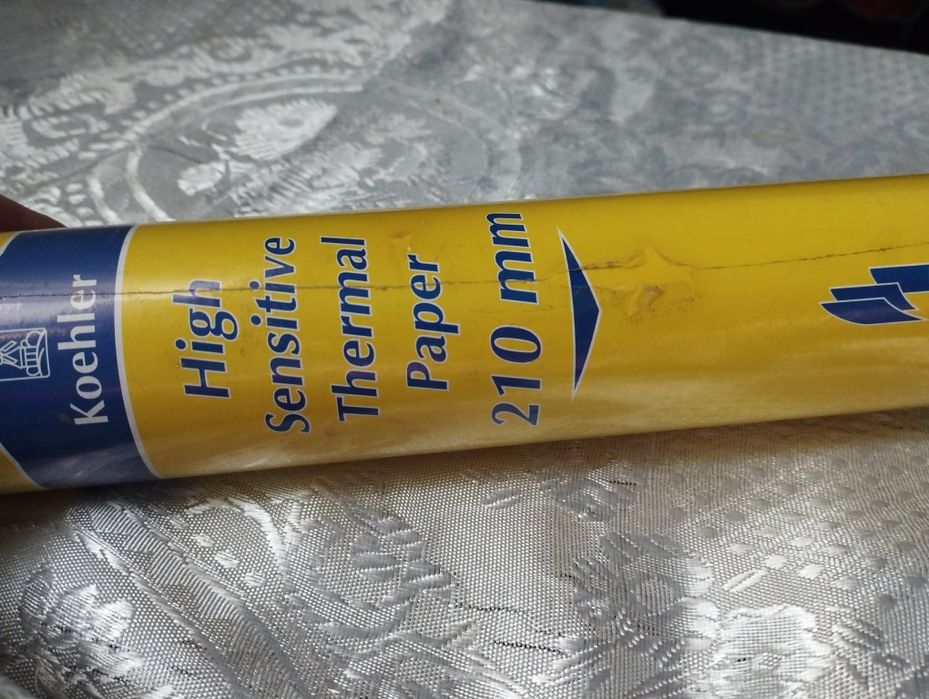 Koehler
High
Sensitive
Thermal
Paper
210 mm